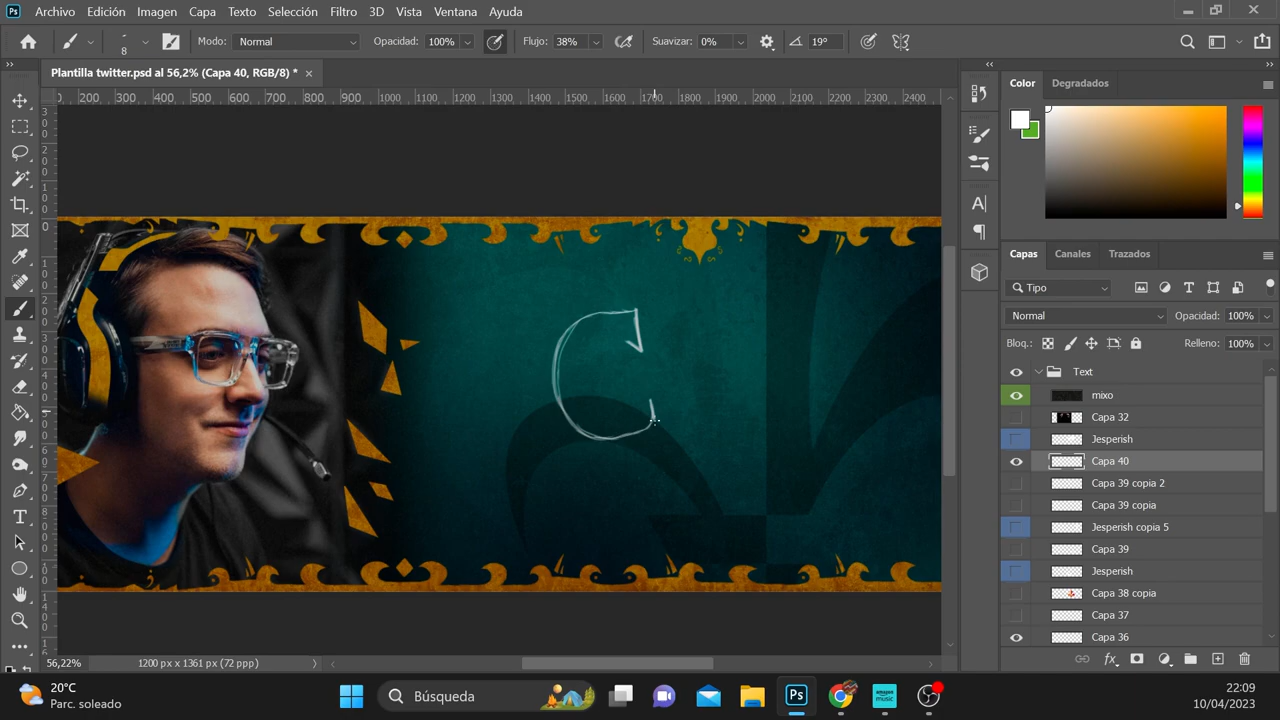 Archivo Edición Imagen Capa Texto Selección Filtro 3D Vista Ventana Ayuda
8 Modo: Normal Opacidad: 100% Flujo: 38% Suavizar: 0% 19°
Plantilla twitter.psd al 56,2% (Capa 40, RGB/8) *
200 300 400 500 600 700 800 900 1000 1100 1200 1300 1400 1500 1600 1700 1800 1900 2000 2100 2200 2300 2400
C
Color Degradados
Capas Canales Trazados
Tipo
Normal Opacidad: 100%
Bloq.: Relleno: 100%
Text
mixo
Capa 32
Jesperish
Capa 40
Capa 39 copia 2
Capa 39 copia
Jesperish copia 5
Capa 39
Jesperish
Capa 38 copia
Capa 37
Capa 36
56,22% 1200 px x 1361 px (72 ppp)
20°C
Parc. soleado
Búsqueda
amazon music
22:09
10/04/2023